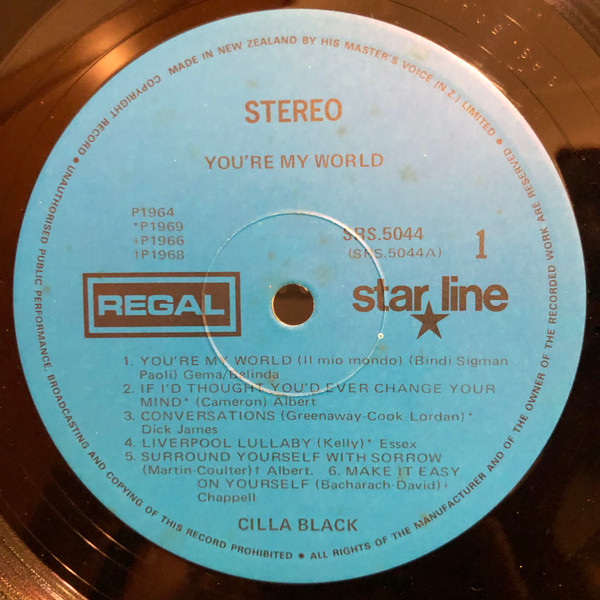 MADE IN NEW ZEALAND BY HIS MASTER'S VOICE (N.Z.) LIMITED • ALL RIGHTS OF THE MANUFACTURER AND OF THE OWNER OF THE RECORDED WORK ARE RESERVED • COPYRIGHT RECORD • UNAUTHORISED PUBLIC PERFORMANCE, BROADCASTING AND COPYING OF THIS RECORD PROHIBITED •
STEREO
YOU'RE MY WORLD
P1964
*P1969
+P1966
†P1968
SRS.5044
(SRS.5044A)
1
REGAL
star line
1. YOU'RE MY WORLD (Il mio mondo) (Bindi Sigman
Paoli) Gema/Belinda
2. IF I'D THOUGHT YOU'D EVER CHANGE YOUR
MIND* (Cameron) Albert
3. CONVERSATIONS (Greenaway-Cook Lordan)*
Dick James
4. LIVERPOOL LULLABY (Kelly)* Essex
5. SURROUND YOURSELF WITH SORROW
(Martin-Coulter)† Albert. 6. MAKE IT EASY
ON YOURSELF (Bacharach-David)+
Chappell
CILLA BLACK